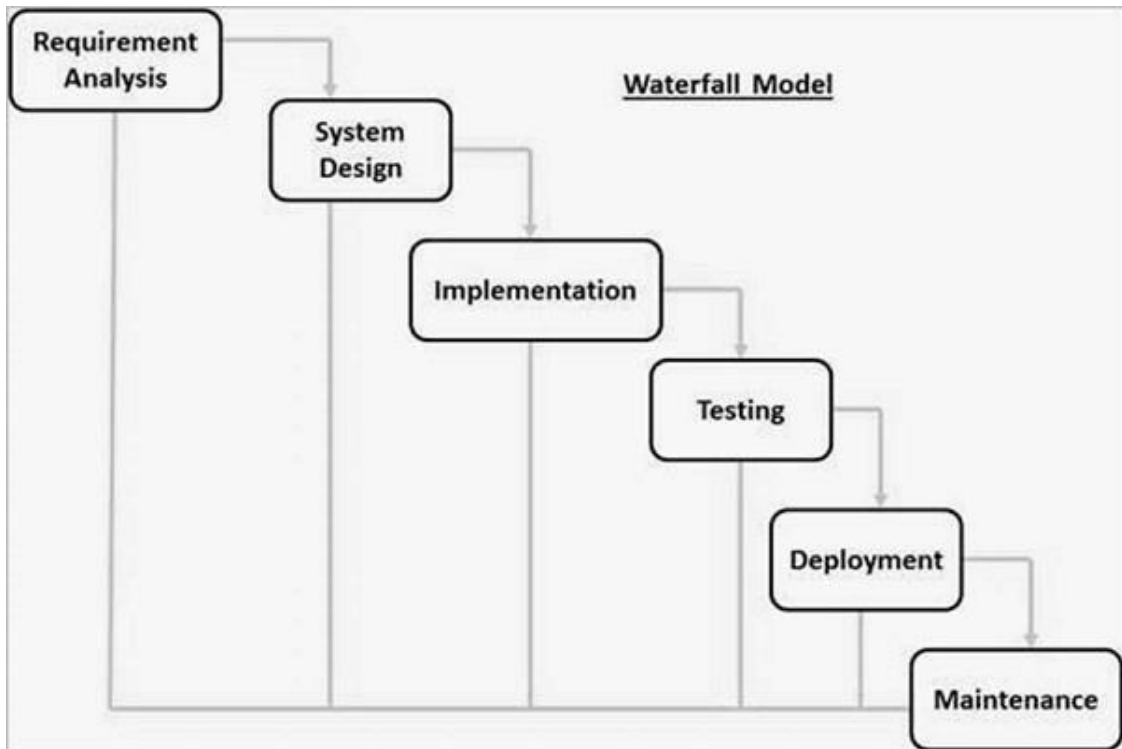 Requirement
Analysis
Waterfall Model
System
Design
Implementation
Testing
Deployment
Maintenance